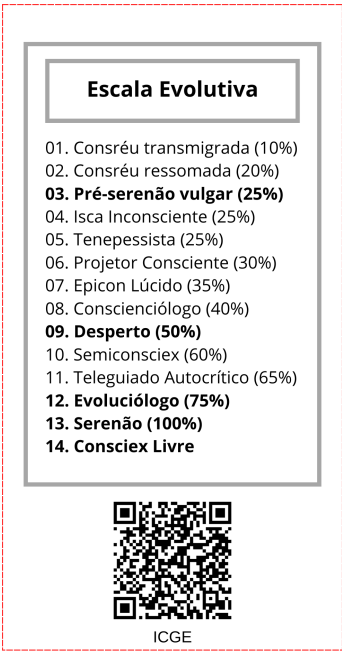 Escala Evolutiva
01. Consréu transmigrada (10%)
02. Consréu ressomada (20%)
03. Pré-serenão vulgar (25%)
04. Isca Inconsciente (25%)
05. Tenepessista (25%)
06. Projetor Consciente (30%)
07. Epicon Lúcido (35%)
08. Conscienciólogo (40%)
09. Desperto (50%)
10. Semiconsciex (60%)
11. Teleguiado Autocrítico (65%)
12. Evoluciólogo (75%)
13. Serenão (100%)
14. Consciex Livre
ICGE